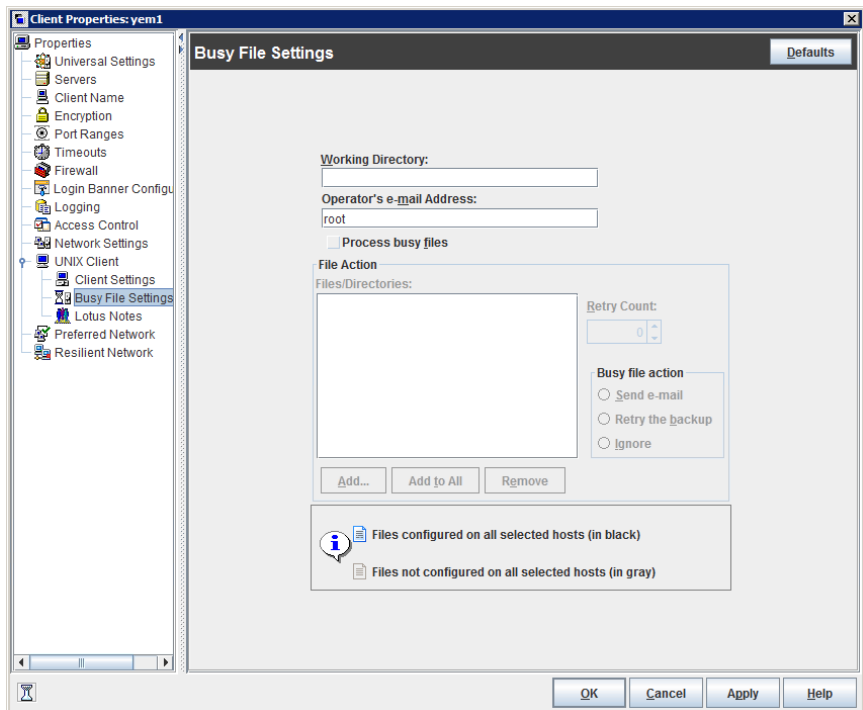 Client Properties: yem1
Properties
Universal Settings
Servers
Client Name
Encryption
Port Ranges
Timeouts
Firewall
Login Banner Configu
Logging
Access Control
Network Settings
UNIX Client
Client Settings
Busy File Settings
Lotus Notes
Preferred Network
Resilient Network
Busy File Settings
Defaults
Working Directory:
Operator's e-mail Address:
root
Process busy files
File Action
Files/Directories:
Retry Count:
0
Busy file action
Send e-mail
Retry the backup
Ignore
Add...
Add to All
Remove
Files configured on all selected hosts (in black)
Files not configured on all selected hosts (in gray)
OK
Cancel
Apply
Help